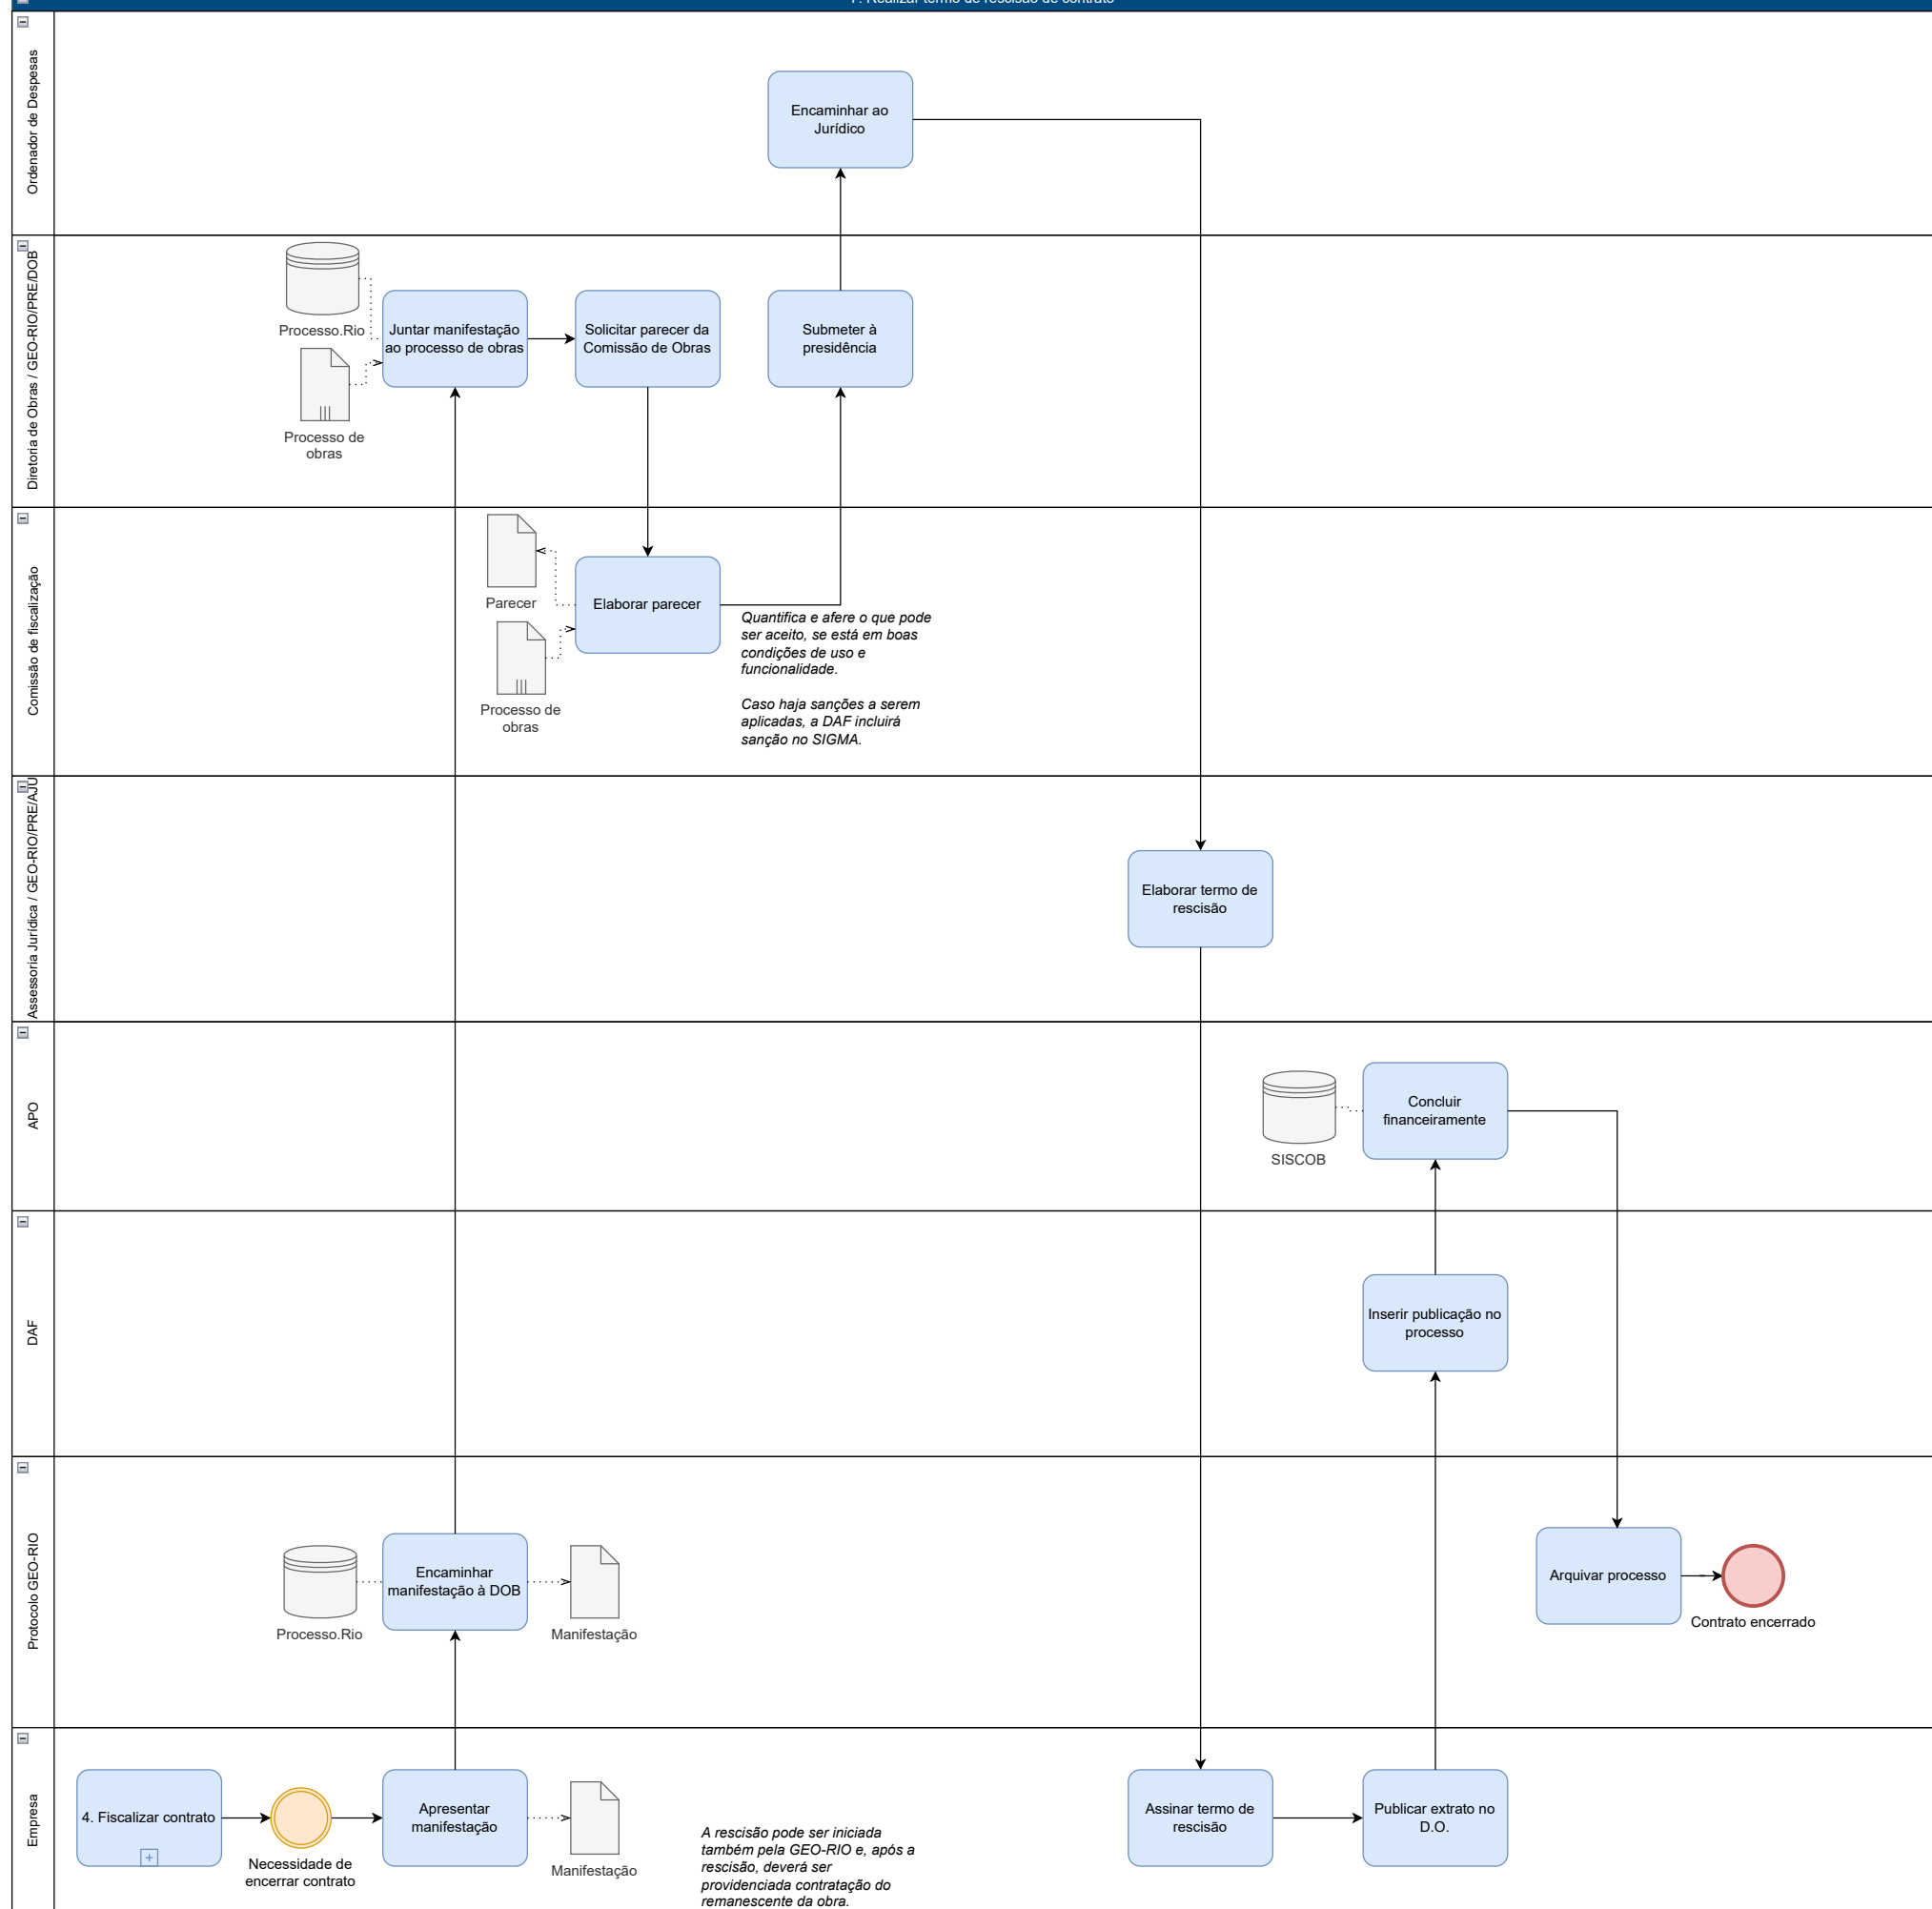 7. Realizar termo de rescisão de contrato
Ordenador de Despesas
Encaminhar ao
Jurídico
Diretoria de Obras / GEO-RIO/PRE/DOB
Processo.Rio
Processo de
obras
Juntar manifestação
ao processo de obras
Solicitar parecer da
Comissão de Obras
Submeter à
presidência
Comissão de fiscalização
Parecer
Processo de
obras
Elaborar parecer
Quantifica e afere o que pode
ser aceito, se está em boas
condições de uso e
funcionalidade.
Caso haja sanções a serem
aplicadas, a DAF incluirá
sanção no SIGMA.
Assessoria Jurídica / GEO-RIO/PRE/AJU
Elaborar termo de
rescisão
APO
SISCOB
Concluir
financeiramente
DAF
Inserir publicação no
processo
Protocolo GEO-RIO
Processo.Rio
Encaminhar
manifestação à DOB
Manifestação
Arquivar processo
Contrato encerrado
Empresa
4. Fiscalizar contrato
Necessidade de
encerrar contrato
Apresentar
manifestação
Manifestação
A rescisão pode ser iniciada
também pela GEO-RIO e, após a
rescisão, deverá ser
providenciada contratação do
remanescente da obra.
Assinar termo de
rescisão
Publicar extrato no
D.O.